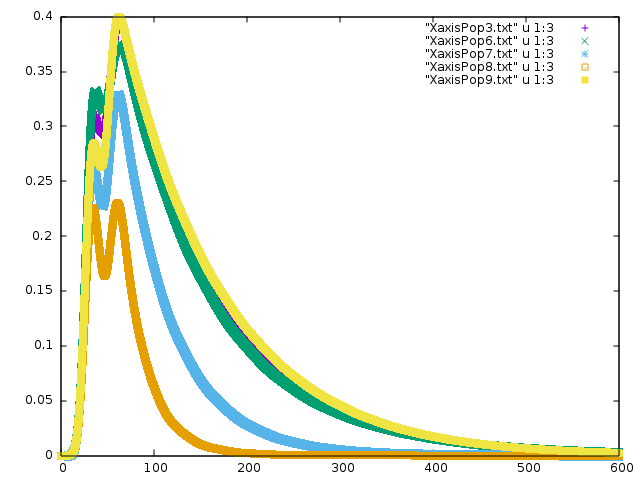 0.4
0.35
0.3
0.25
0.2
0.15
0.1
0.05
0
0 100 200 300 400 500 600
"XaxisPop3.txt" u 1:3
"XaxisPop6.txt" u 1:3
"XaxisPop7.txt" u 1:3
"XaxisPop8.txt" u 1:3
"XaxisPop9.txt" u 1:3